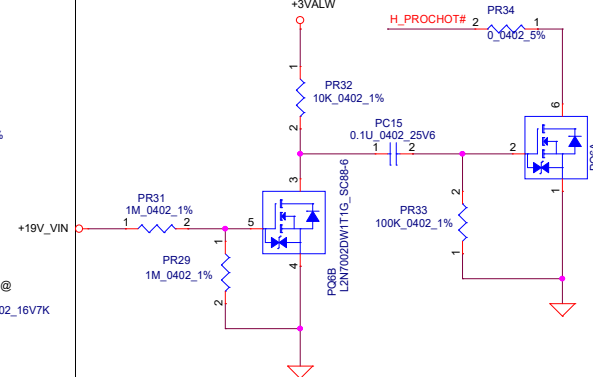 +3VALW
PR34
H_PROCHOT#
2
1
0_0402_5%
1
PR32
10K_0402_1%
2
6
PC15
0.1U_0402_25V6
1
2
2
%
3
1
PR31
1M_0402_1%
2
PR33
100K_0402_1%
1
+19V_VIN
1
2
5
1
PR29
1M_0402_1%
2
4
PQ6B
L2N7002DW1T1G_SC88-6
@
02_16V7K